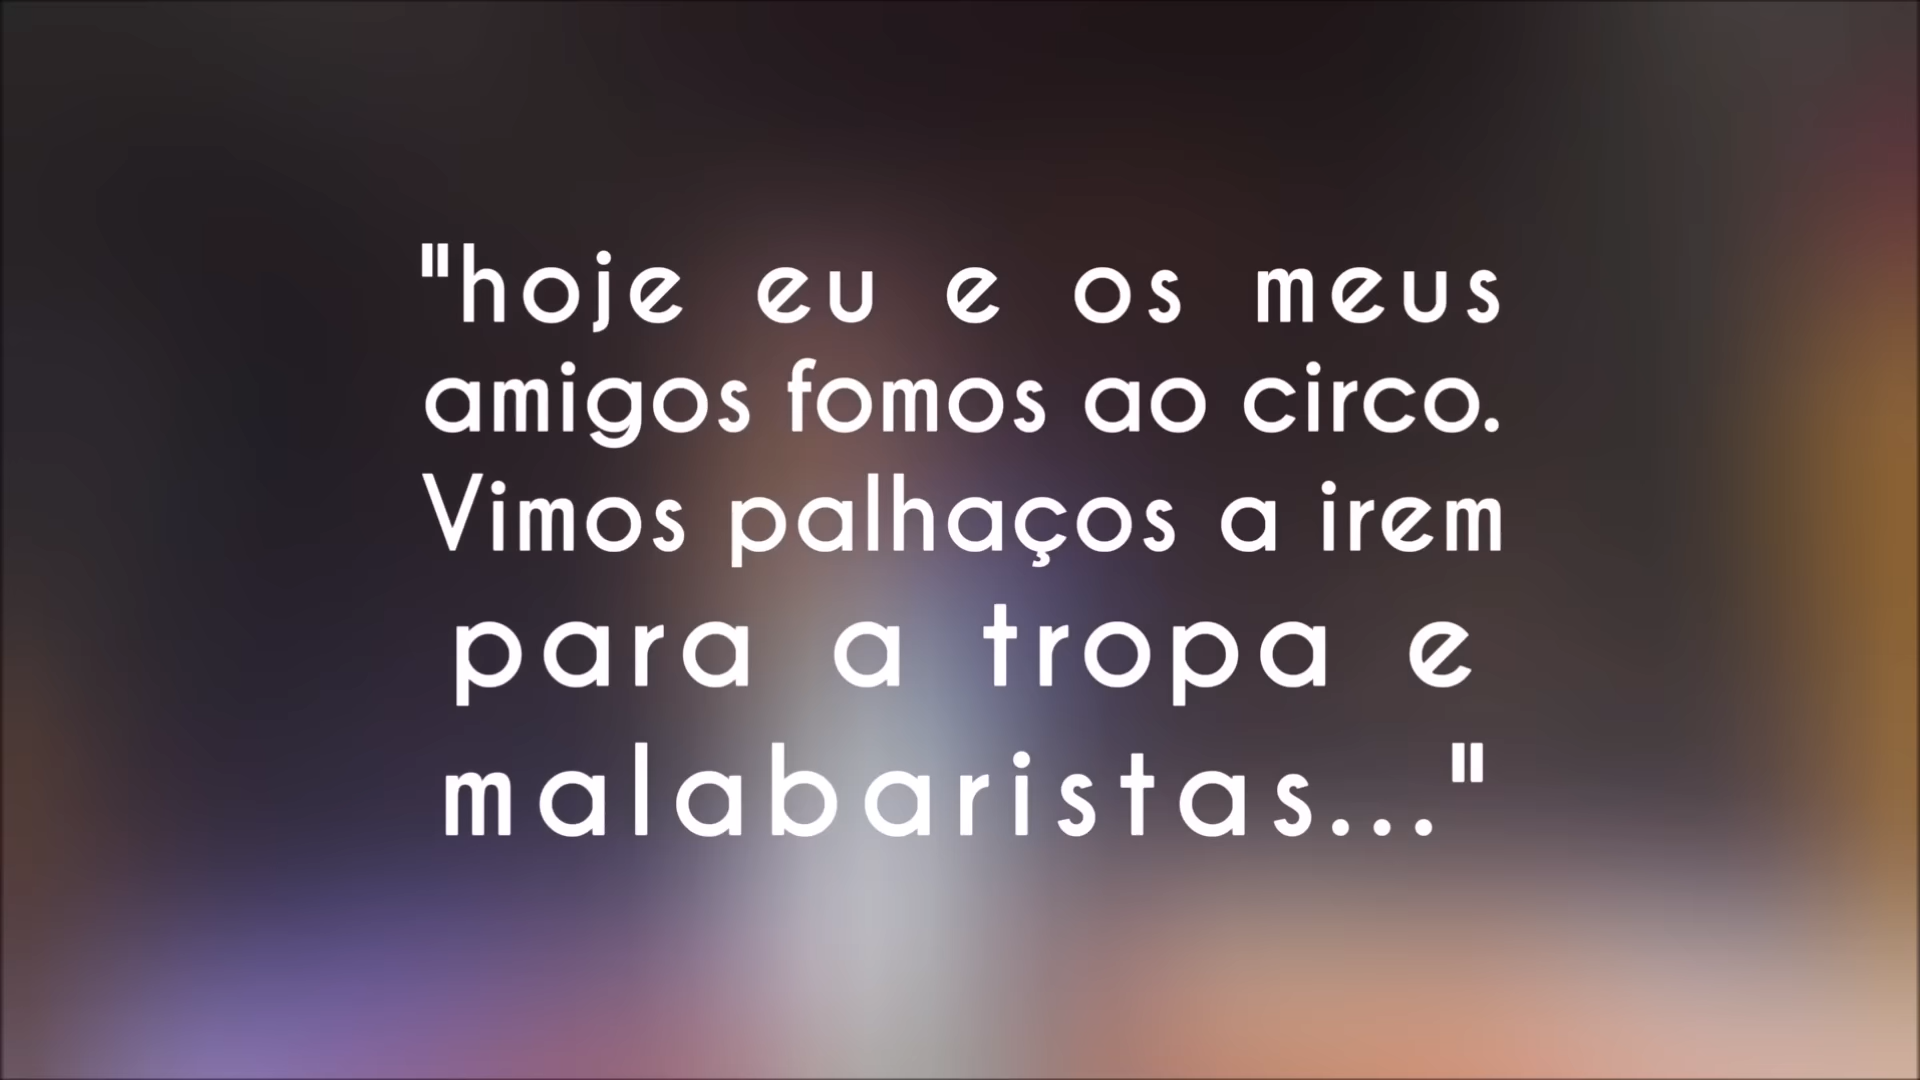 "hoje eu e os meus
amigos fomos ao circo.
Vimos palhaços a irem
para a tropa e
malabaristas..."